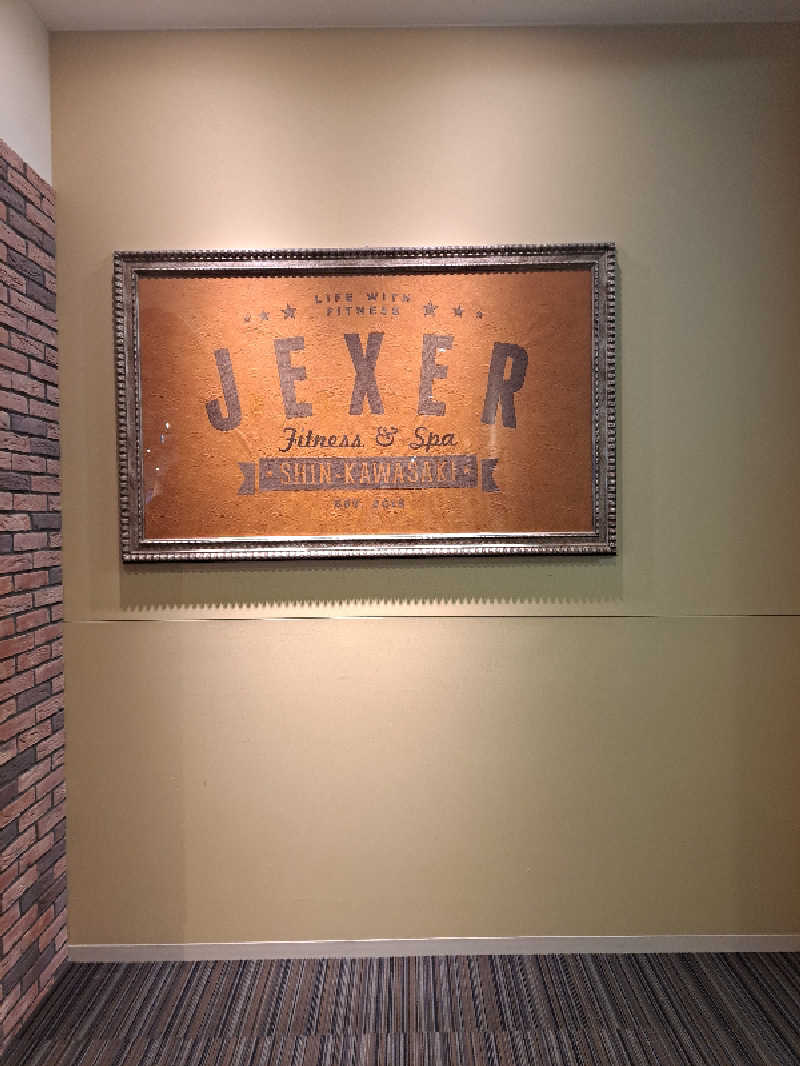 LIFE WITH
FITNESS
JEXER
Fitness & Spa
SHIN-KAWASAKI